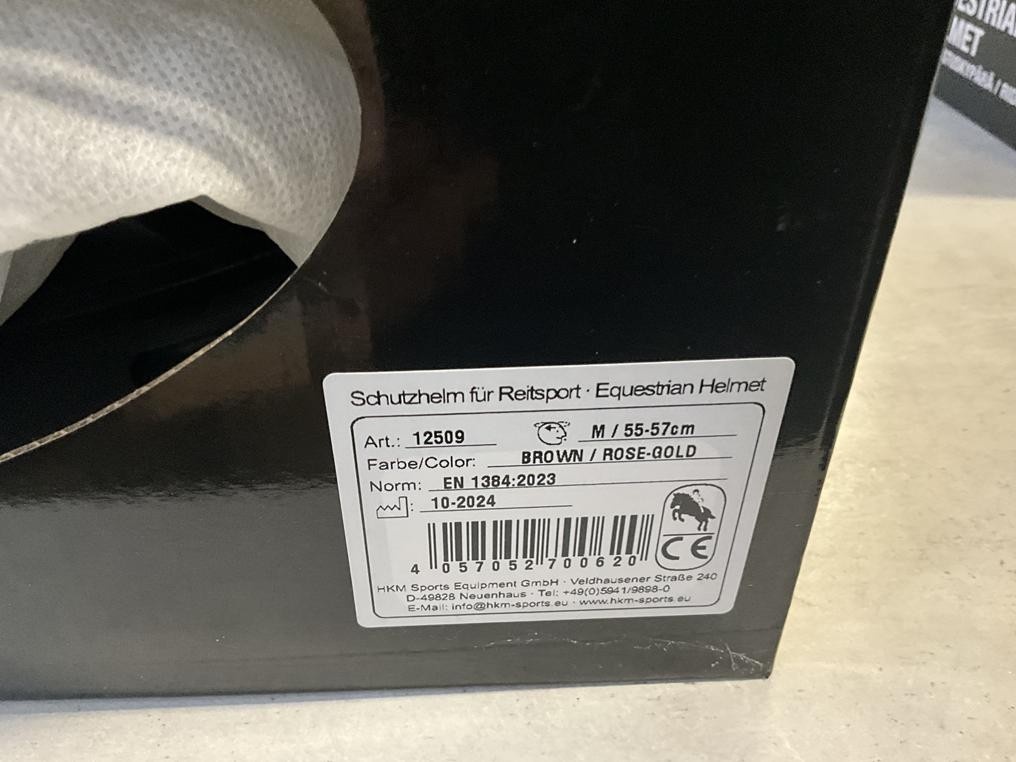 Schutzhelm für Reitsport · Equestrian Helmet
Art.: 12509 M / 55-57cm
Farbe/Color: BROWN / ROSE-GOLD
Norm: EN 1384:2023
: 10-2024
CE
4 057052 700620
HKM Sports Equipment GmbH · Veldhausener Straße 240
D-49828 Neuenhaus · Tel: +49(0)5941/9898-0
E-Mail: info@hkm-sports.eu · www.hkm-sports.eu